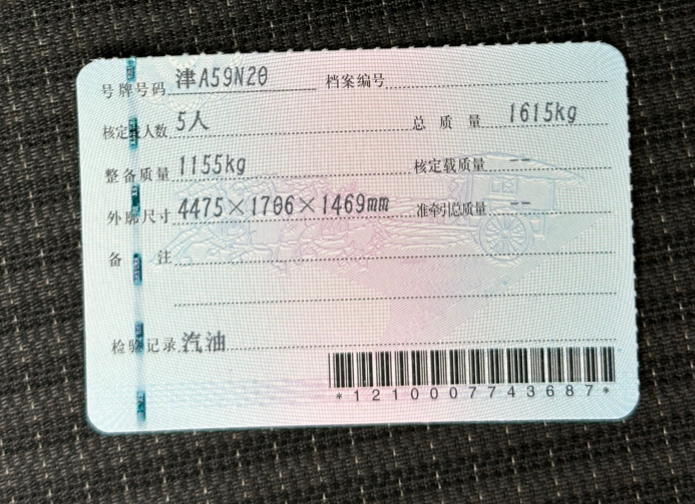 号牌号码 津A59N20 档案编号
核定载人数 5人 总质量 1615kg
整备质量 1155kg 核定载质量 --
外廓尺寸 4475×1706×1469mm 准牵引总质量 --
备注
检验记录 汽油
*1210007743687*